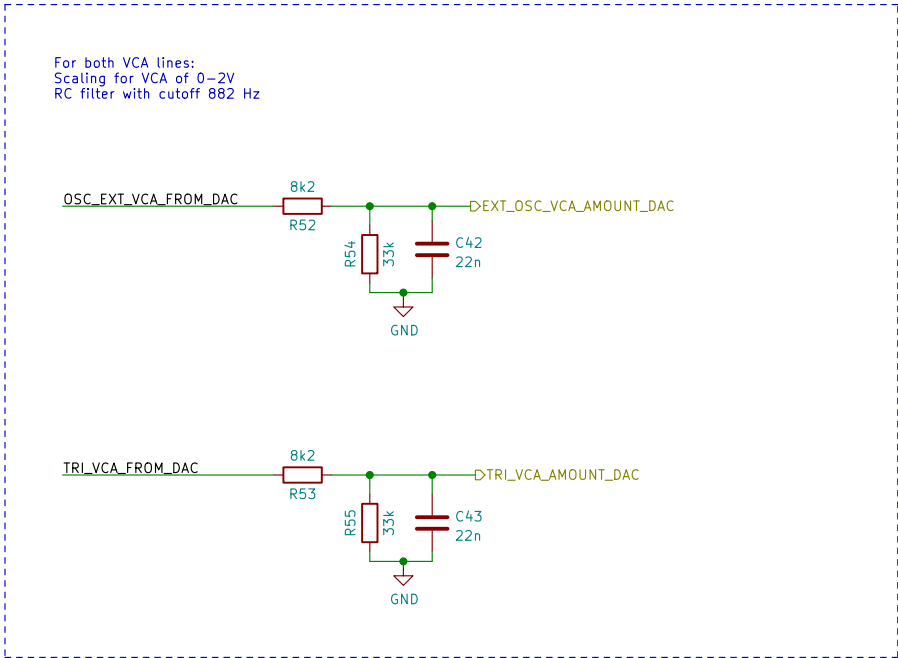 For both VCA lines:
Scaling for VCA of 0-2V
RC filter with cutoff 882 Hz
8k2
OSC_EXT_VCA_FROM_DAC
EXT_OSC_VCA_AMOUNT_DAC
R52
R54
33k
C42
22n
GND
8k2
TRI_VCA_FROM_DAC
TRI_VCA_AMOUNT_DAC
R53
R55
33k
C43
22n
GND